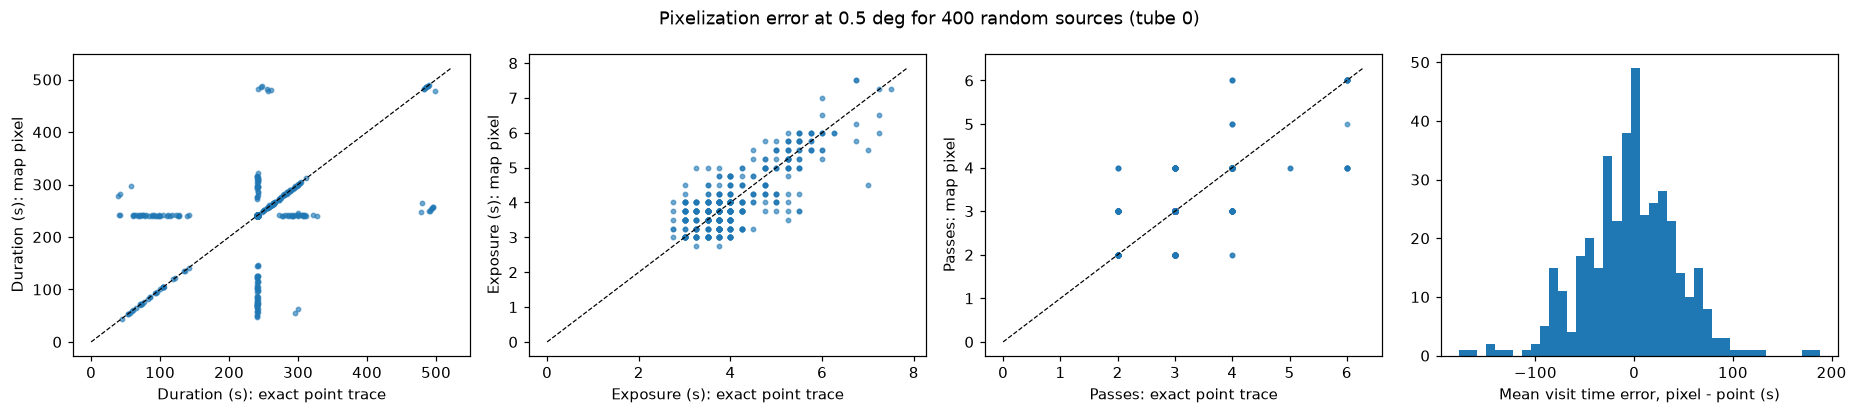 Pixelization error at 0.5 deg for 400 random sources (tube 0)
Duration (s): map pixel
500
400
300
200
100
0
0 100 200 300 400 500
Duration (s): exact point trace
Exposure (s): map pixel
8
7
6
5
4
3
2
1
0
0 2 4 6 8
Exposure (s): exact point trace
Passes: map pixel
6
5
4
3
2
1
0
0 1 2 3 4 5 6
Passes: exact point trace
50
40
30
20
10
0
−100 0 100 200
Mean visit time error, pixel - point (s)